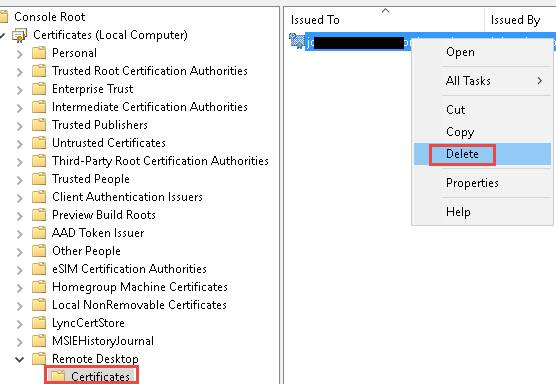 Console Root
Certificates (Local Computer)
Personal
Trusted Root Certification Authorities
Enterprise Trust
Intermediate Certification Authorities
Trusted Publishers
Untrusted Certificates
Third-Party Root Certification Authorities
Trusted People
Client Authentication Issuers
Preview Build Roots
AAD Token Issuer
Other People
eSIM Certification Authorities
Homegroup Machine Certificates
Local NonRemovable Certificates
LyncCertStore
MSIEHistoryJournal
Remote Desktop
Certificates
Issued To Issued By
Open
All Tasks
Cut
Copy
Delete
Properties
Help